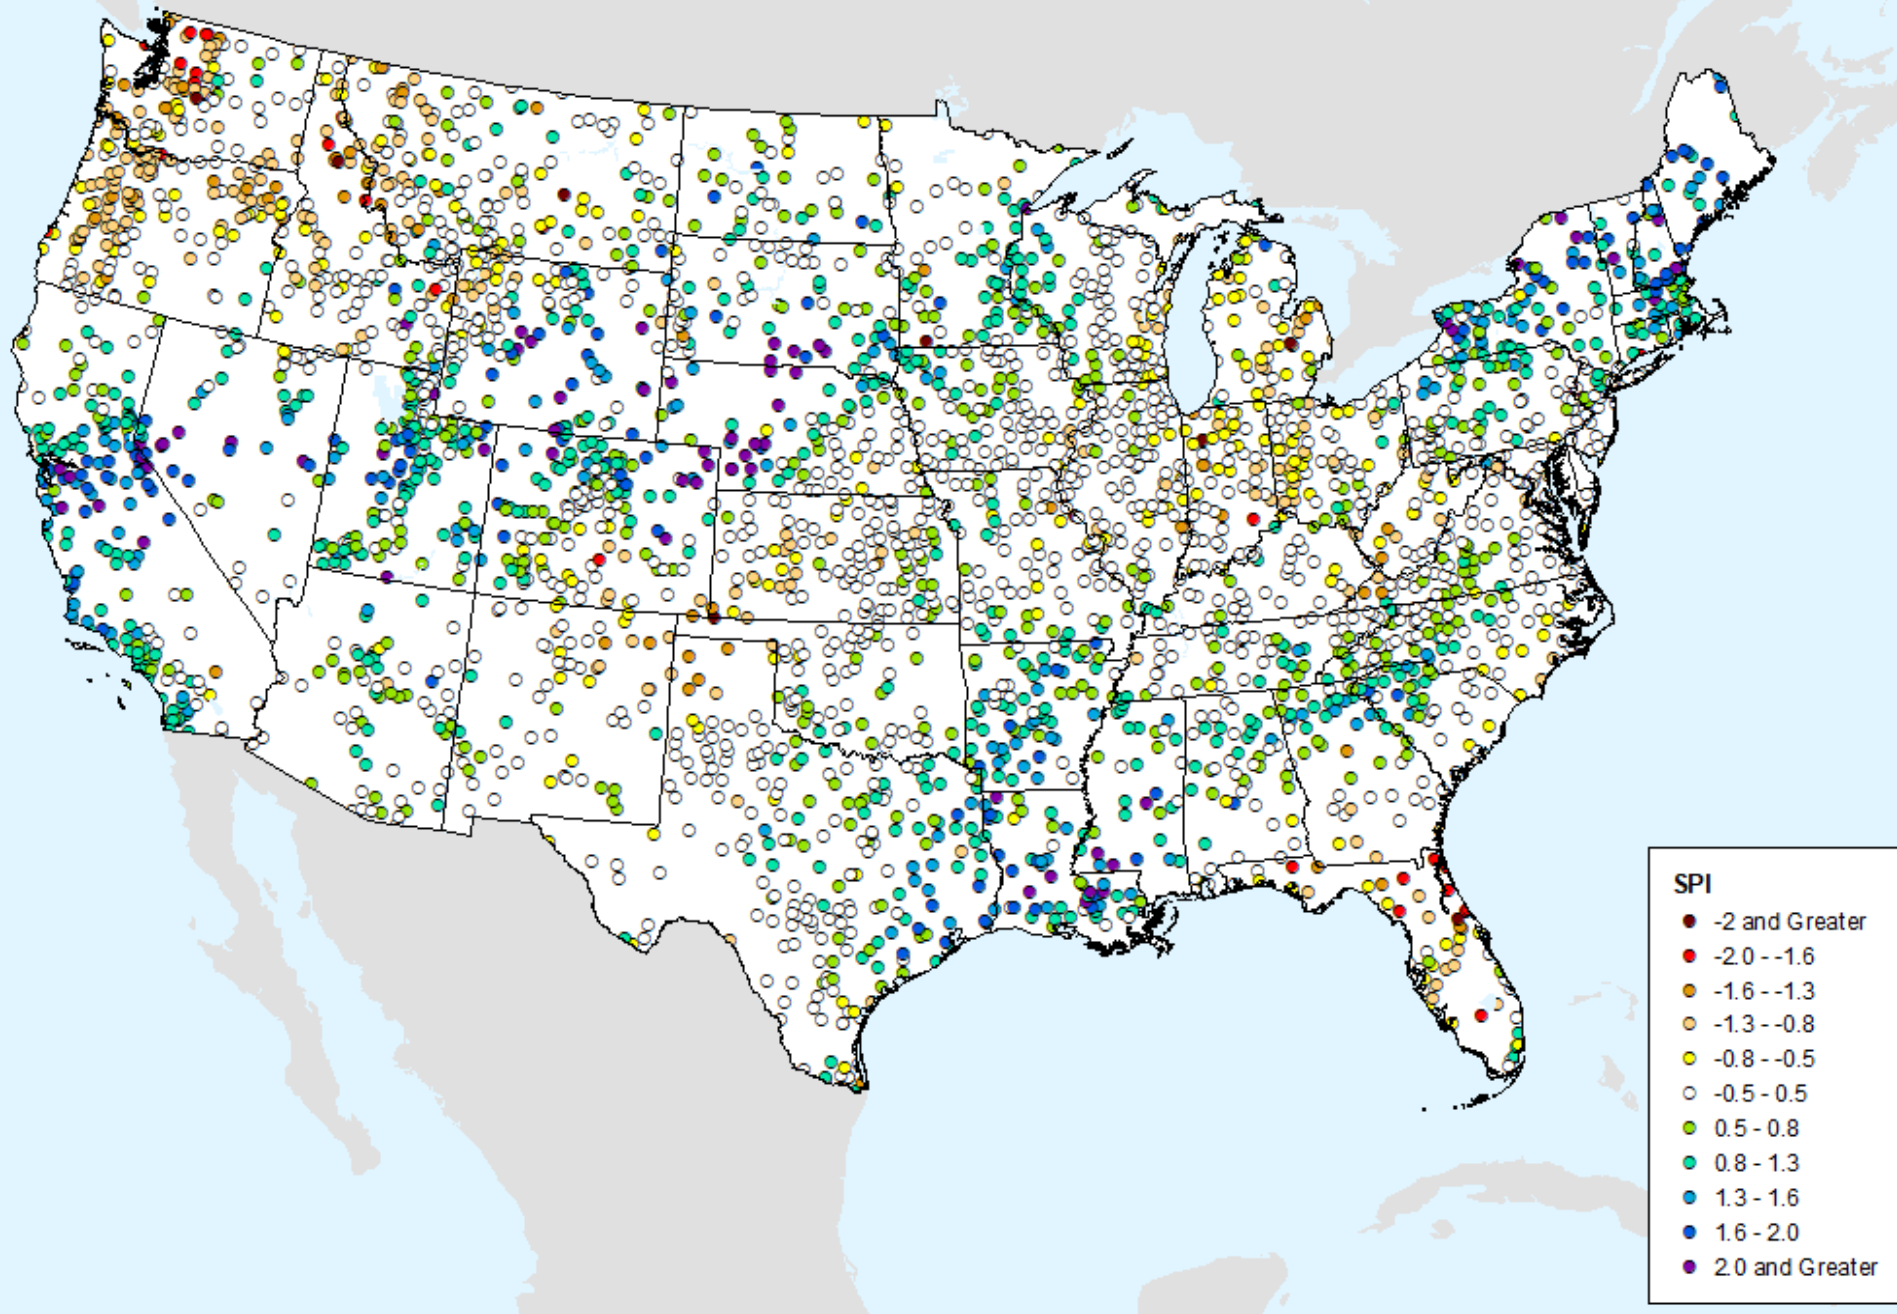 SPI
-2 and Greater
-2.0 - -1.6
-1.6 - -1.3
-1.3 - -0.8
-0.8 - -0.5
-0.5 - 0.5
0.5 - 0.8
0.8 - 1.3
1.3 - 1.6
1.6 - 2.0
2.0 and Greater